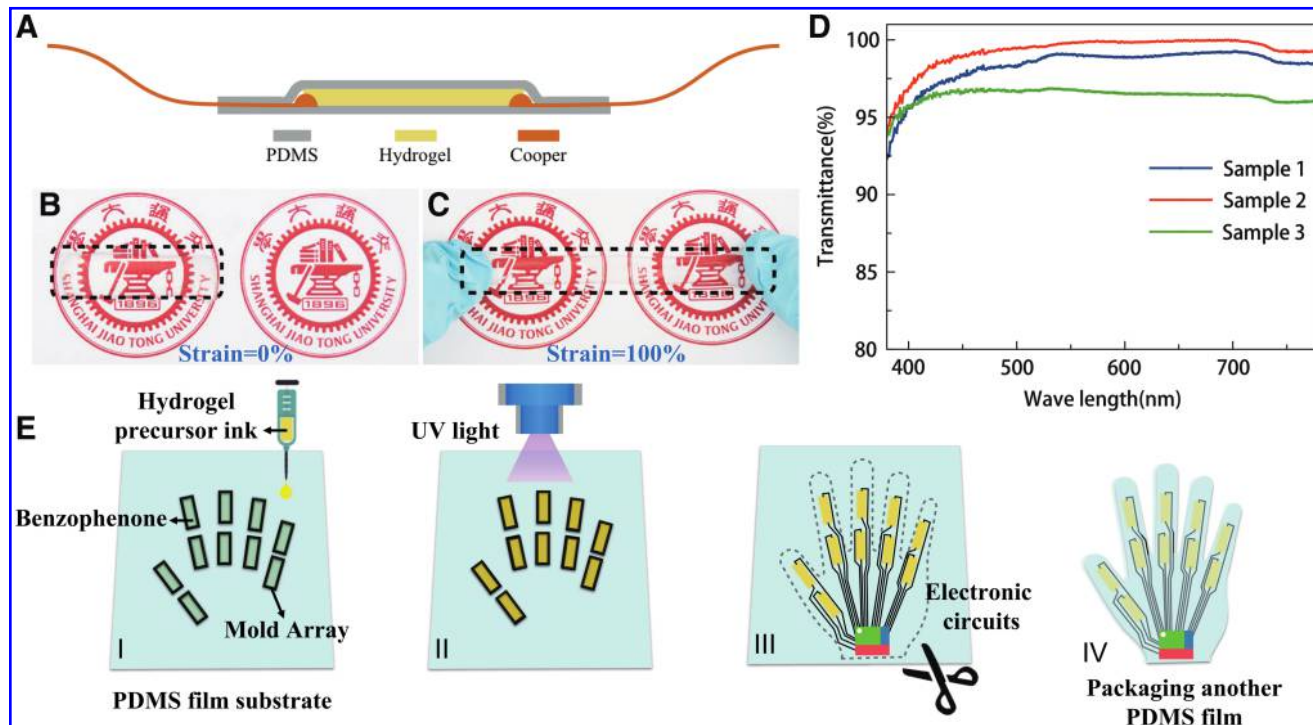 A
PDMS
Hydrogel
Cooper
B
1896
SHANGHAI JIAO TONG UNIVERSITY
1896
SHANGHAI JIAO TONG UNIVERSITY
Strain=0%
C
1896
SHANGHAI JIAO TONG UNIVERSITY
1896
SHANGHAI JIAO TONG UNIVERSITY
Strain=100%
D
Transmittance(%)
100
95
90
85
80
400
500
600
700
Wave length(nm)
Sample 1
Sample 2
Sample 3
E
Hydrogel
precursor ink
Benzophenone
Mold Array
I
PDMS film substrate
UV light
II
Electronic
circuits
III
IV
Packaging another
PDMS film